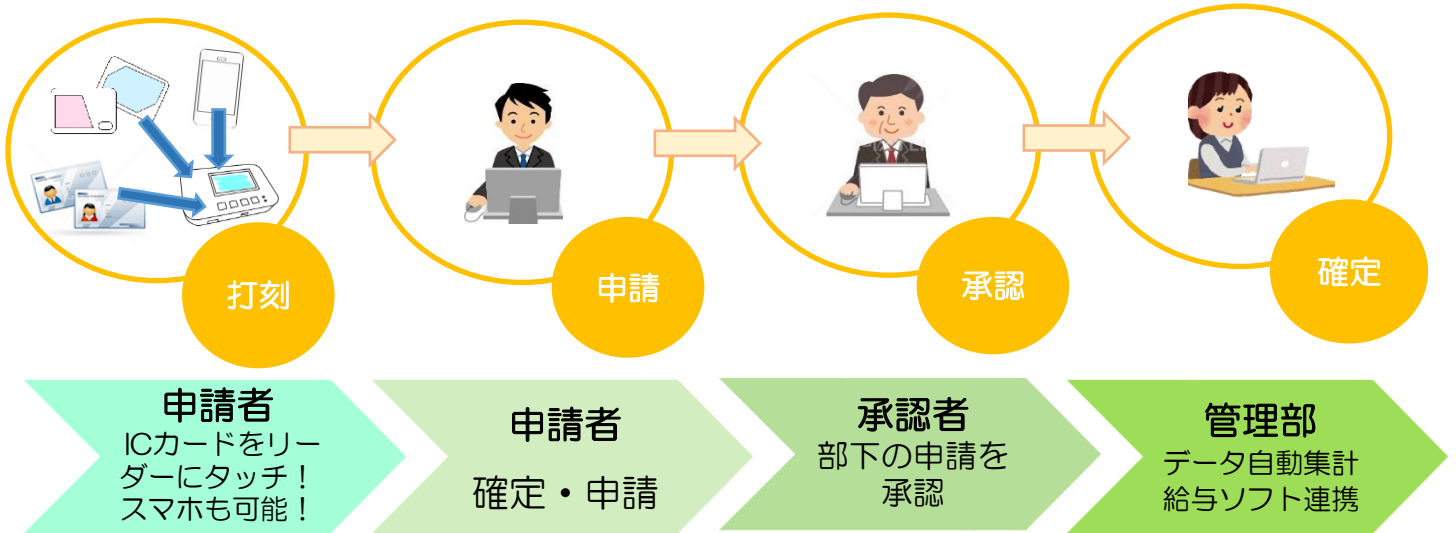 打刻
申請
承認
確定
申請者
ICカードをリー
ダーにタッチ！
スマホも可能！
申請者
確定・申請
承認者
部下の申請を
承認
管理部
データ自動集計
給与ソフト連携